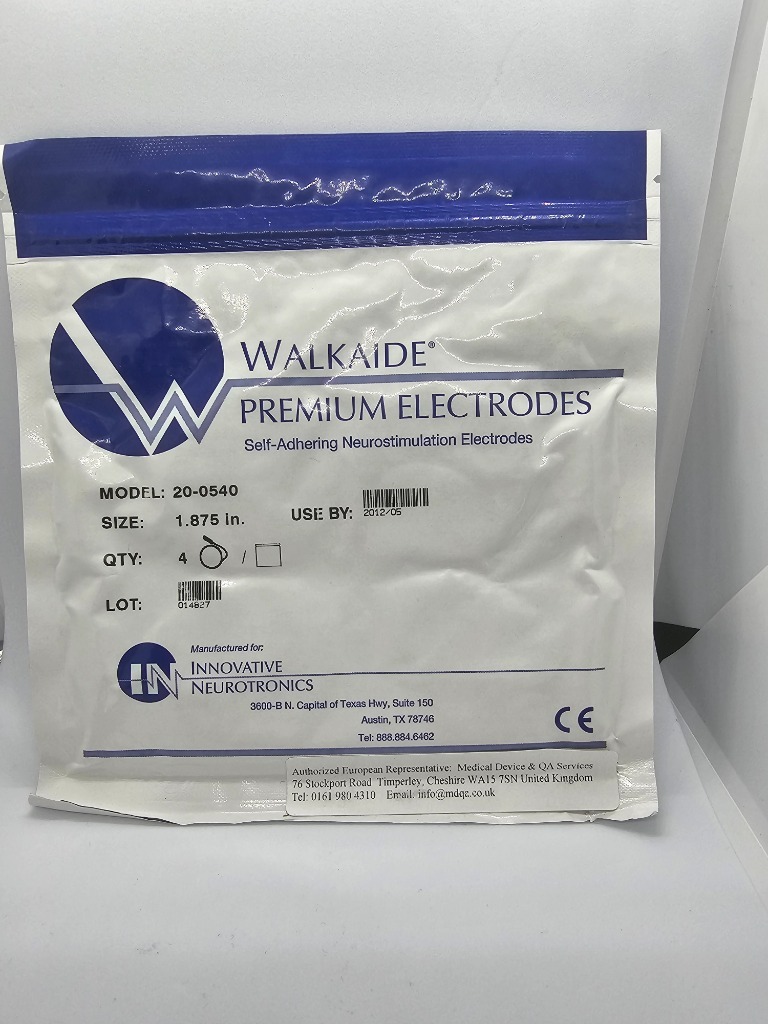 WALKAIDE®
PREMIUM ELECTRODES
Self-Adhering Neurostimulation Electrodes
MODEL: 20-0540
SIZE: 1.875 in.
USE BY: 2012/05
QTY: 4 /
LOT: 014827
Manufactured for:
IN
INNOVATIVE
NEUROTRONICS
3600-B N. Capital of Texas Hwy, Suite 150
Austin, TX 78746
Tel: 888.884.6462
CE
Authorized European Representative: Medical Device & QA Services
76 Stockport Road Timperley, Cheshire WA15 7SN United Kingdom
Tel: 0161 980 4310 Email: info@mdqz.co.uk